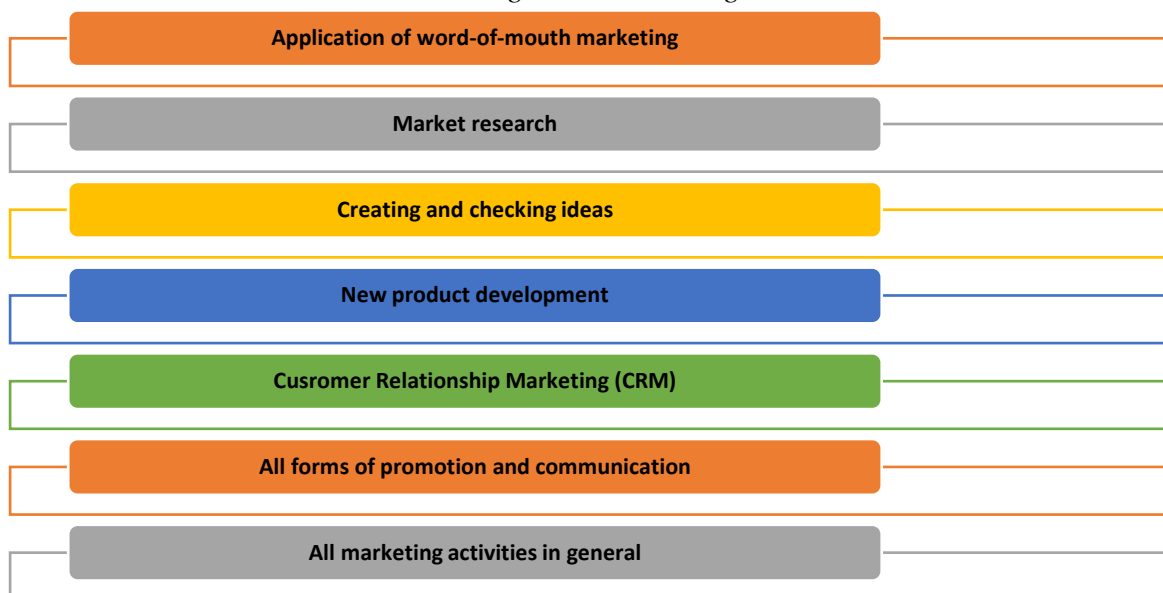 Application of word-of-mouth marketing
Market research
Creating and checking ideas
New product development
Cusromer Relationship Marketing (CRM)
All forms of promotion and communication
All marketing activities in general